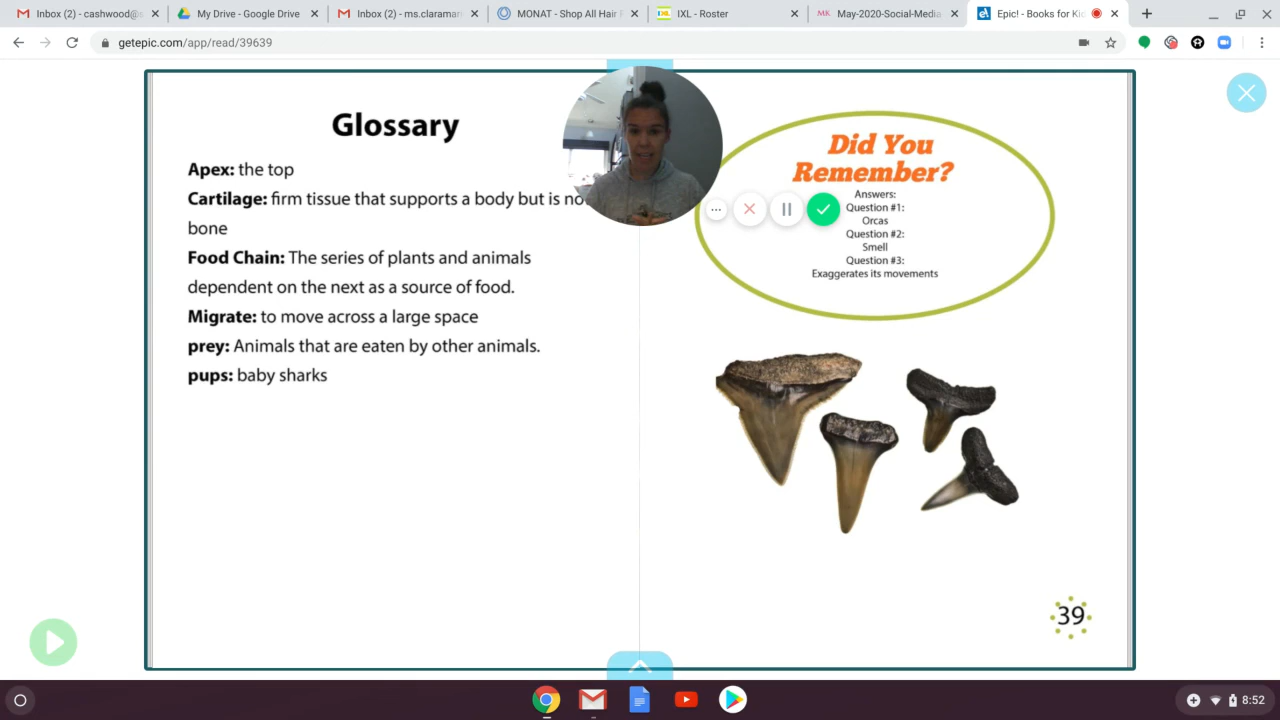 Inbox (2) - cashwood@s
My Drive - Google Drive
Inbox (2) - ms.claraman
MONAT - Shop All Hair P
IXL - Roster
MK May-2020-Social-Media
Epic! - Books for Kid
getepic.com/app/read/39639
Glossary
Apex: the top
Cartilage: firm tissue that supports a body but is no
bone
Food Chain: The series of plants and animals
dependent on the next as a source of food.
Migrate: to move across a large space
prey: Animals that are eaten by other animals.
pups: baby sharks
Did You
Remember?
Answers:
Question #1:
Orcas
Question #2:
Smell
Question #3:
Exaggerates its movements
39
8:52